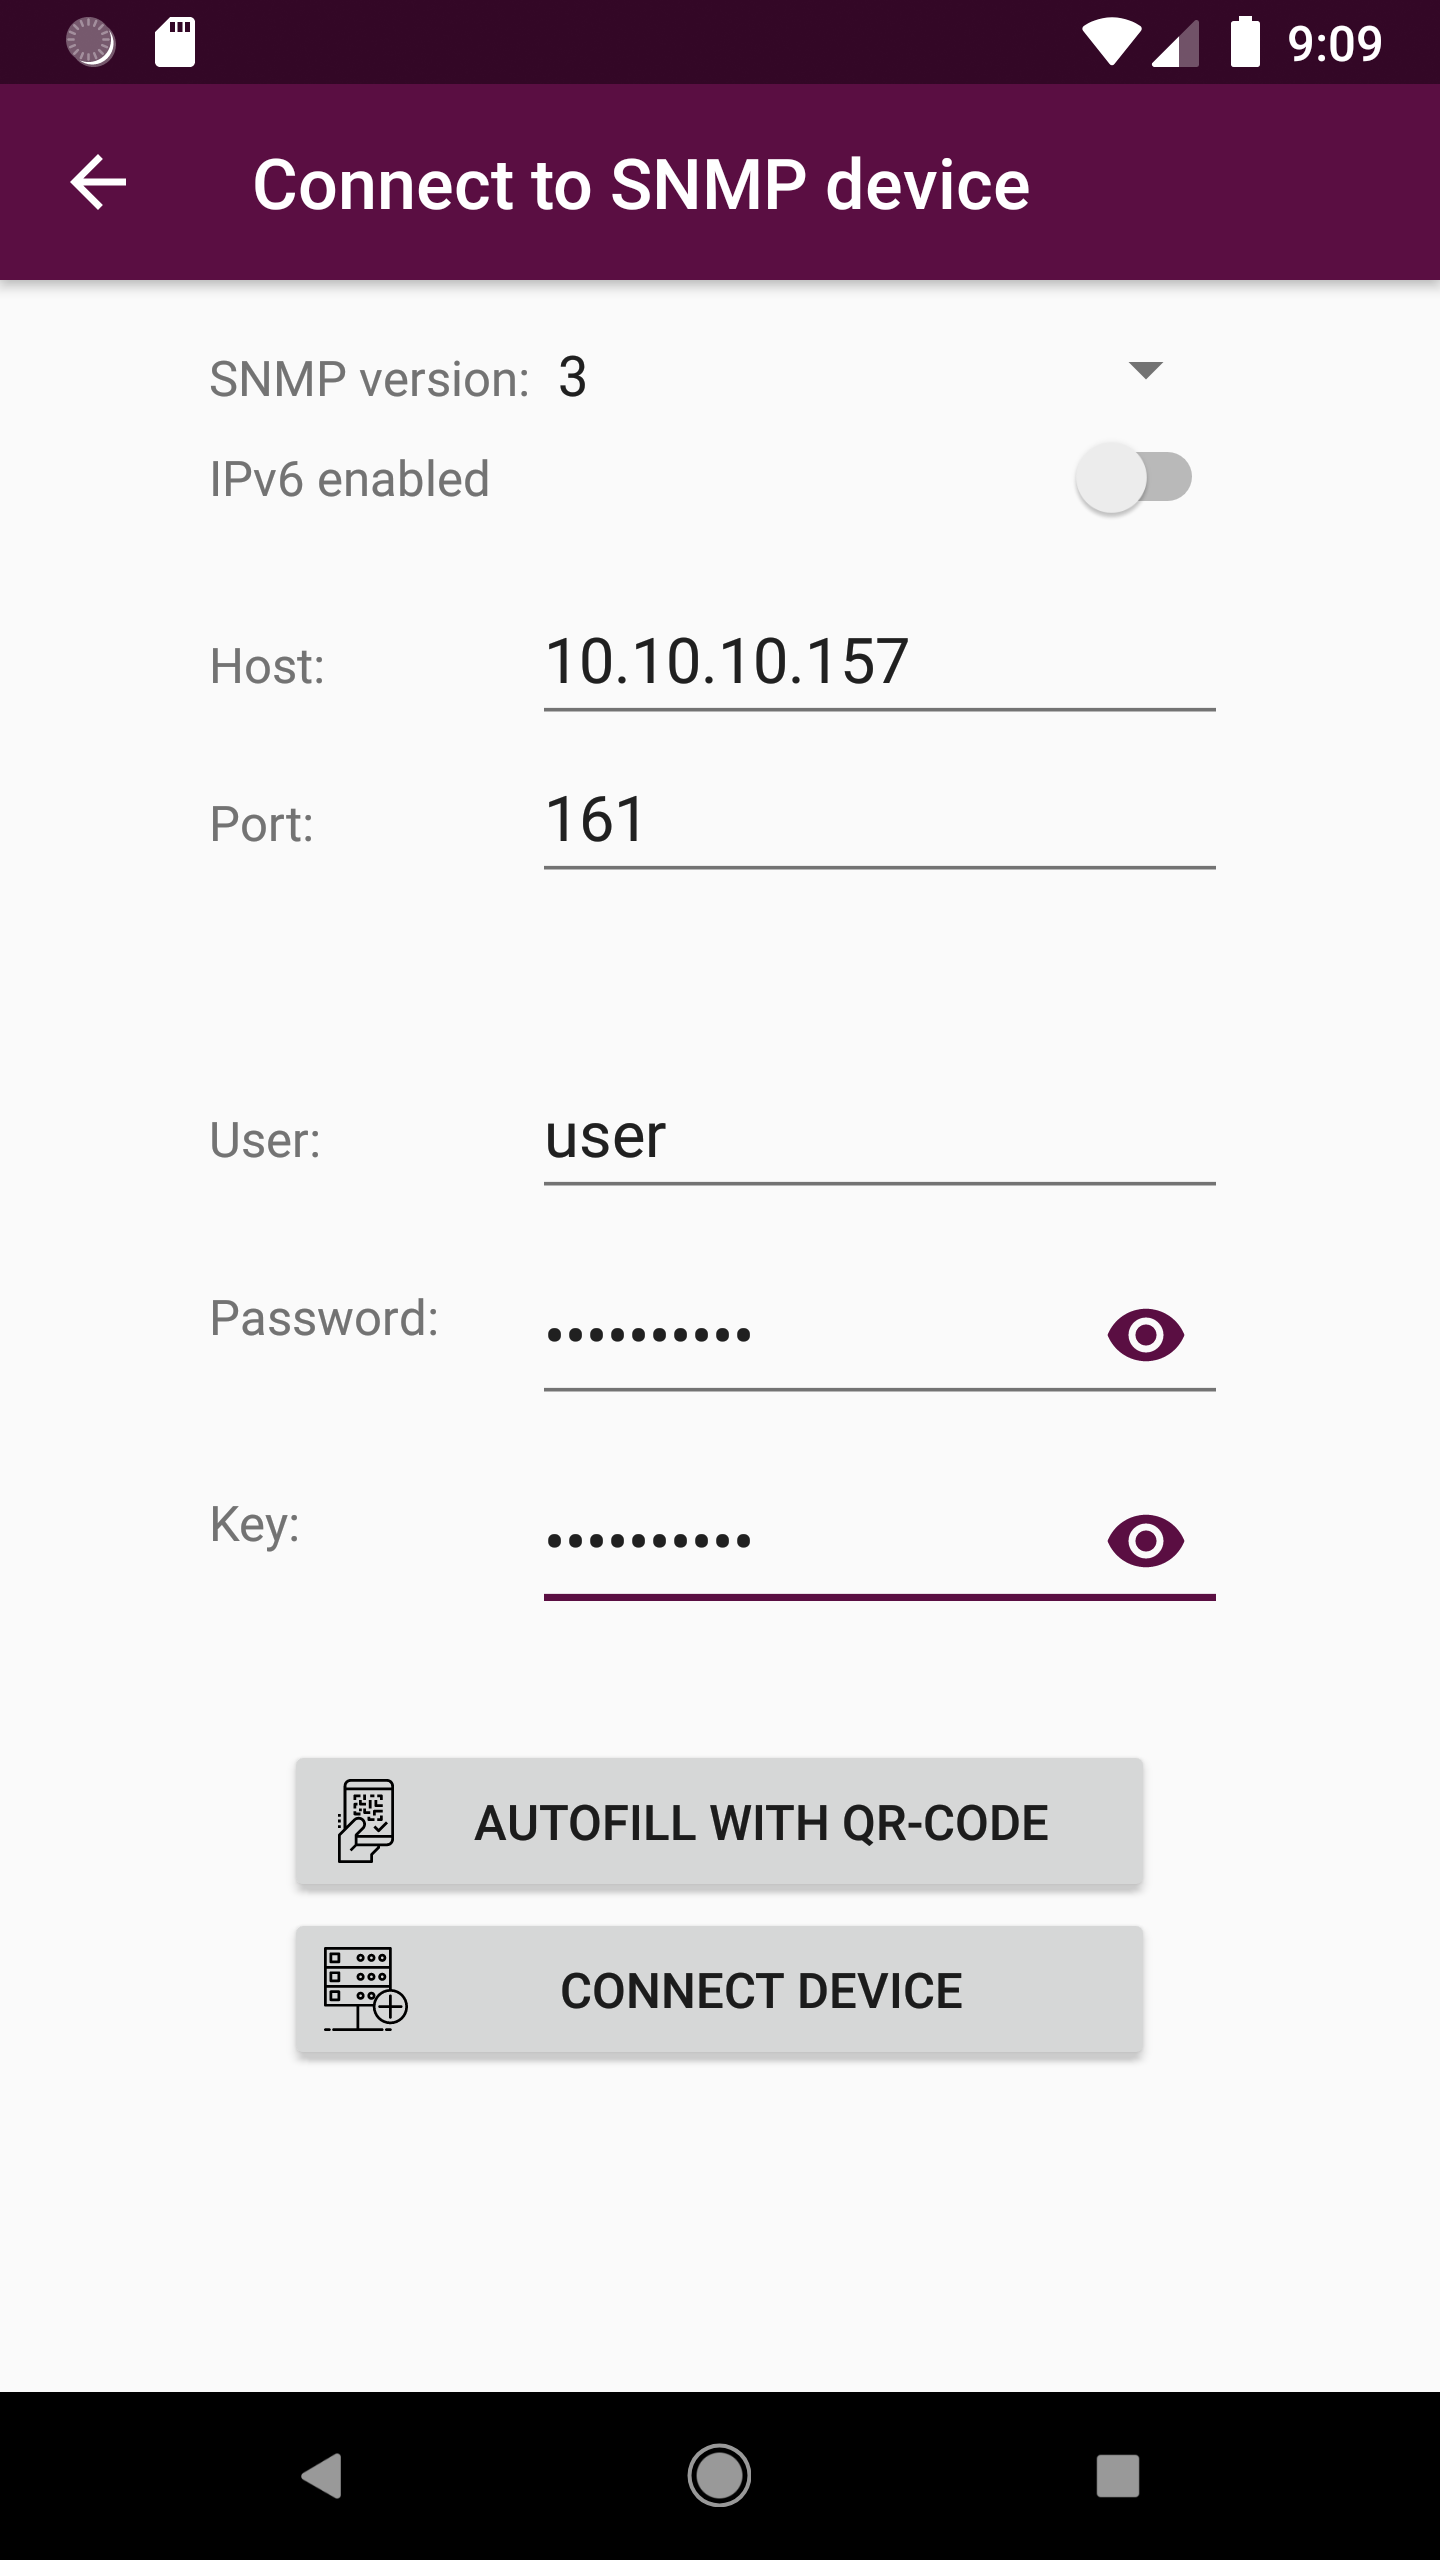 9:09
Connect to SNMP device
SNMP version: 3
IPv6 enabled
Host: 10.10.10.157
Port: 161
User: user
Password: ••••••••••
Key: ••••••••••
AUTOFILL WITH QR-CODE
CONNECT DEVICE